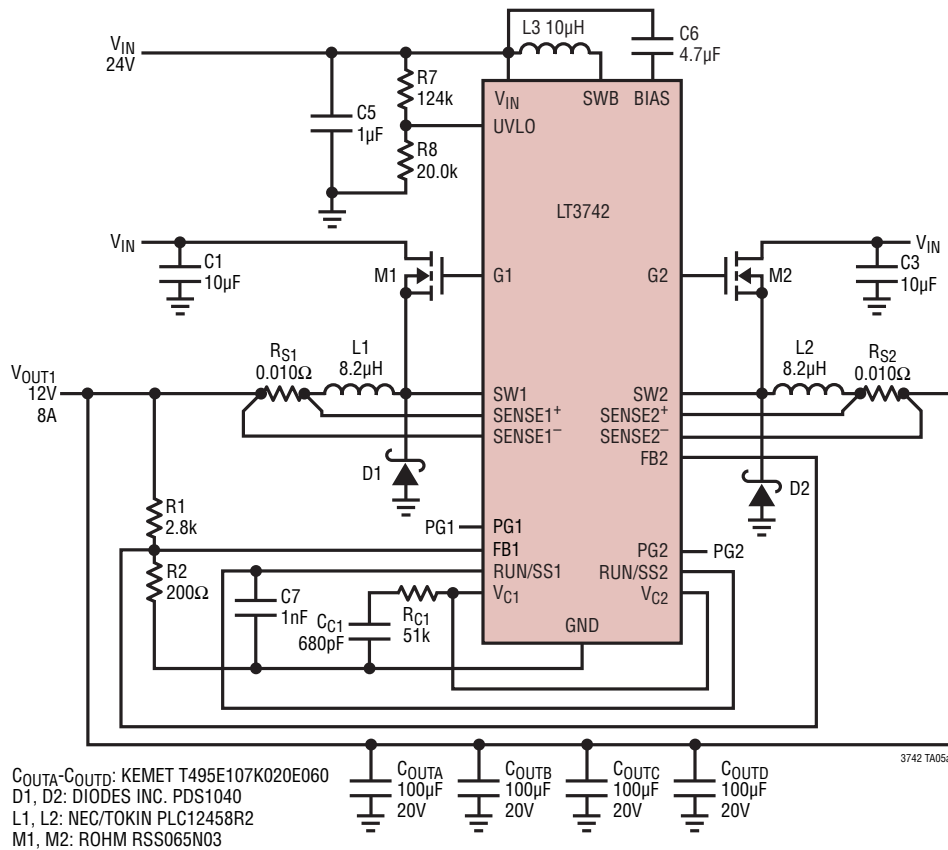 VIN
24V
L3 10µH
C6
4.7µF
R7
124k
C5
1µF
R8
20.0k
VIN
SWB
BIAS
UVLO
LT3742
VIN
C1
10µF
M1
G1
G2
M2
VIN
C3
10µF
VOUT1
12V
8A
RS1
0.010Ω
L1
8.2µH
SW1
SENSE1+
SENSE1–
SW2
SENSE2+
SENSE2–
FB2
L2
8.2µH
RS2
0.010Ω
D1
D2
R1
2.8k
R2
200Ω
PG1
PG1
FB1
RUN/SS1
VC1
PG2
PG2
RUN/SS2
VC2
GND
C7
1nF
CC1
680pF
RC1
51k
3742 TA05a
COUTA
100µF
20V
COUTB
100µF
20V
COUTC
100µF
20V
COUTD
100µF
20V
COUTA-COUTD: KEMET T495E107K020E060
D1, D2: DIODES INC. PDS1040
L1, L2: NEC/TOKIN PLC12458R2
M1, M2: ROHM RSS065N03